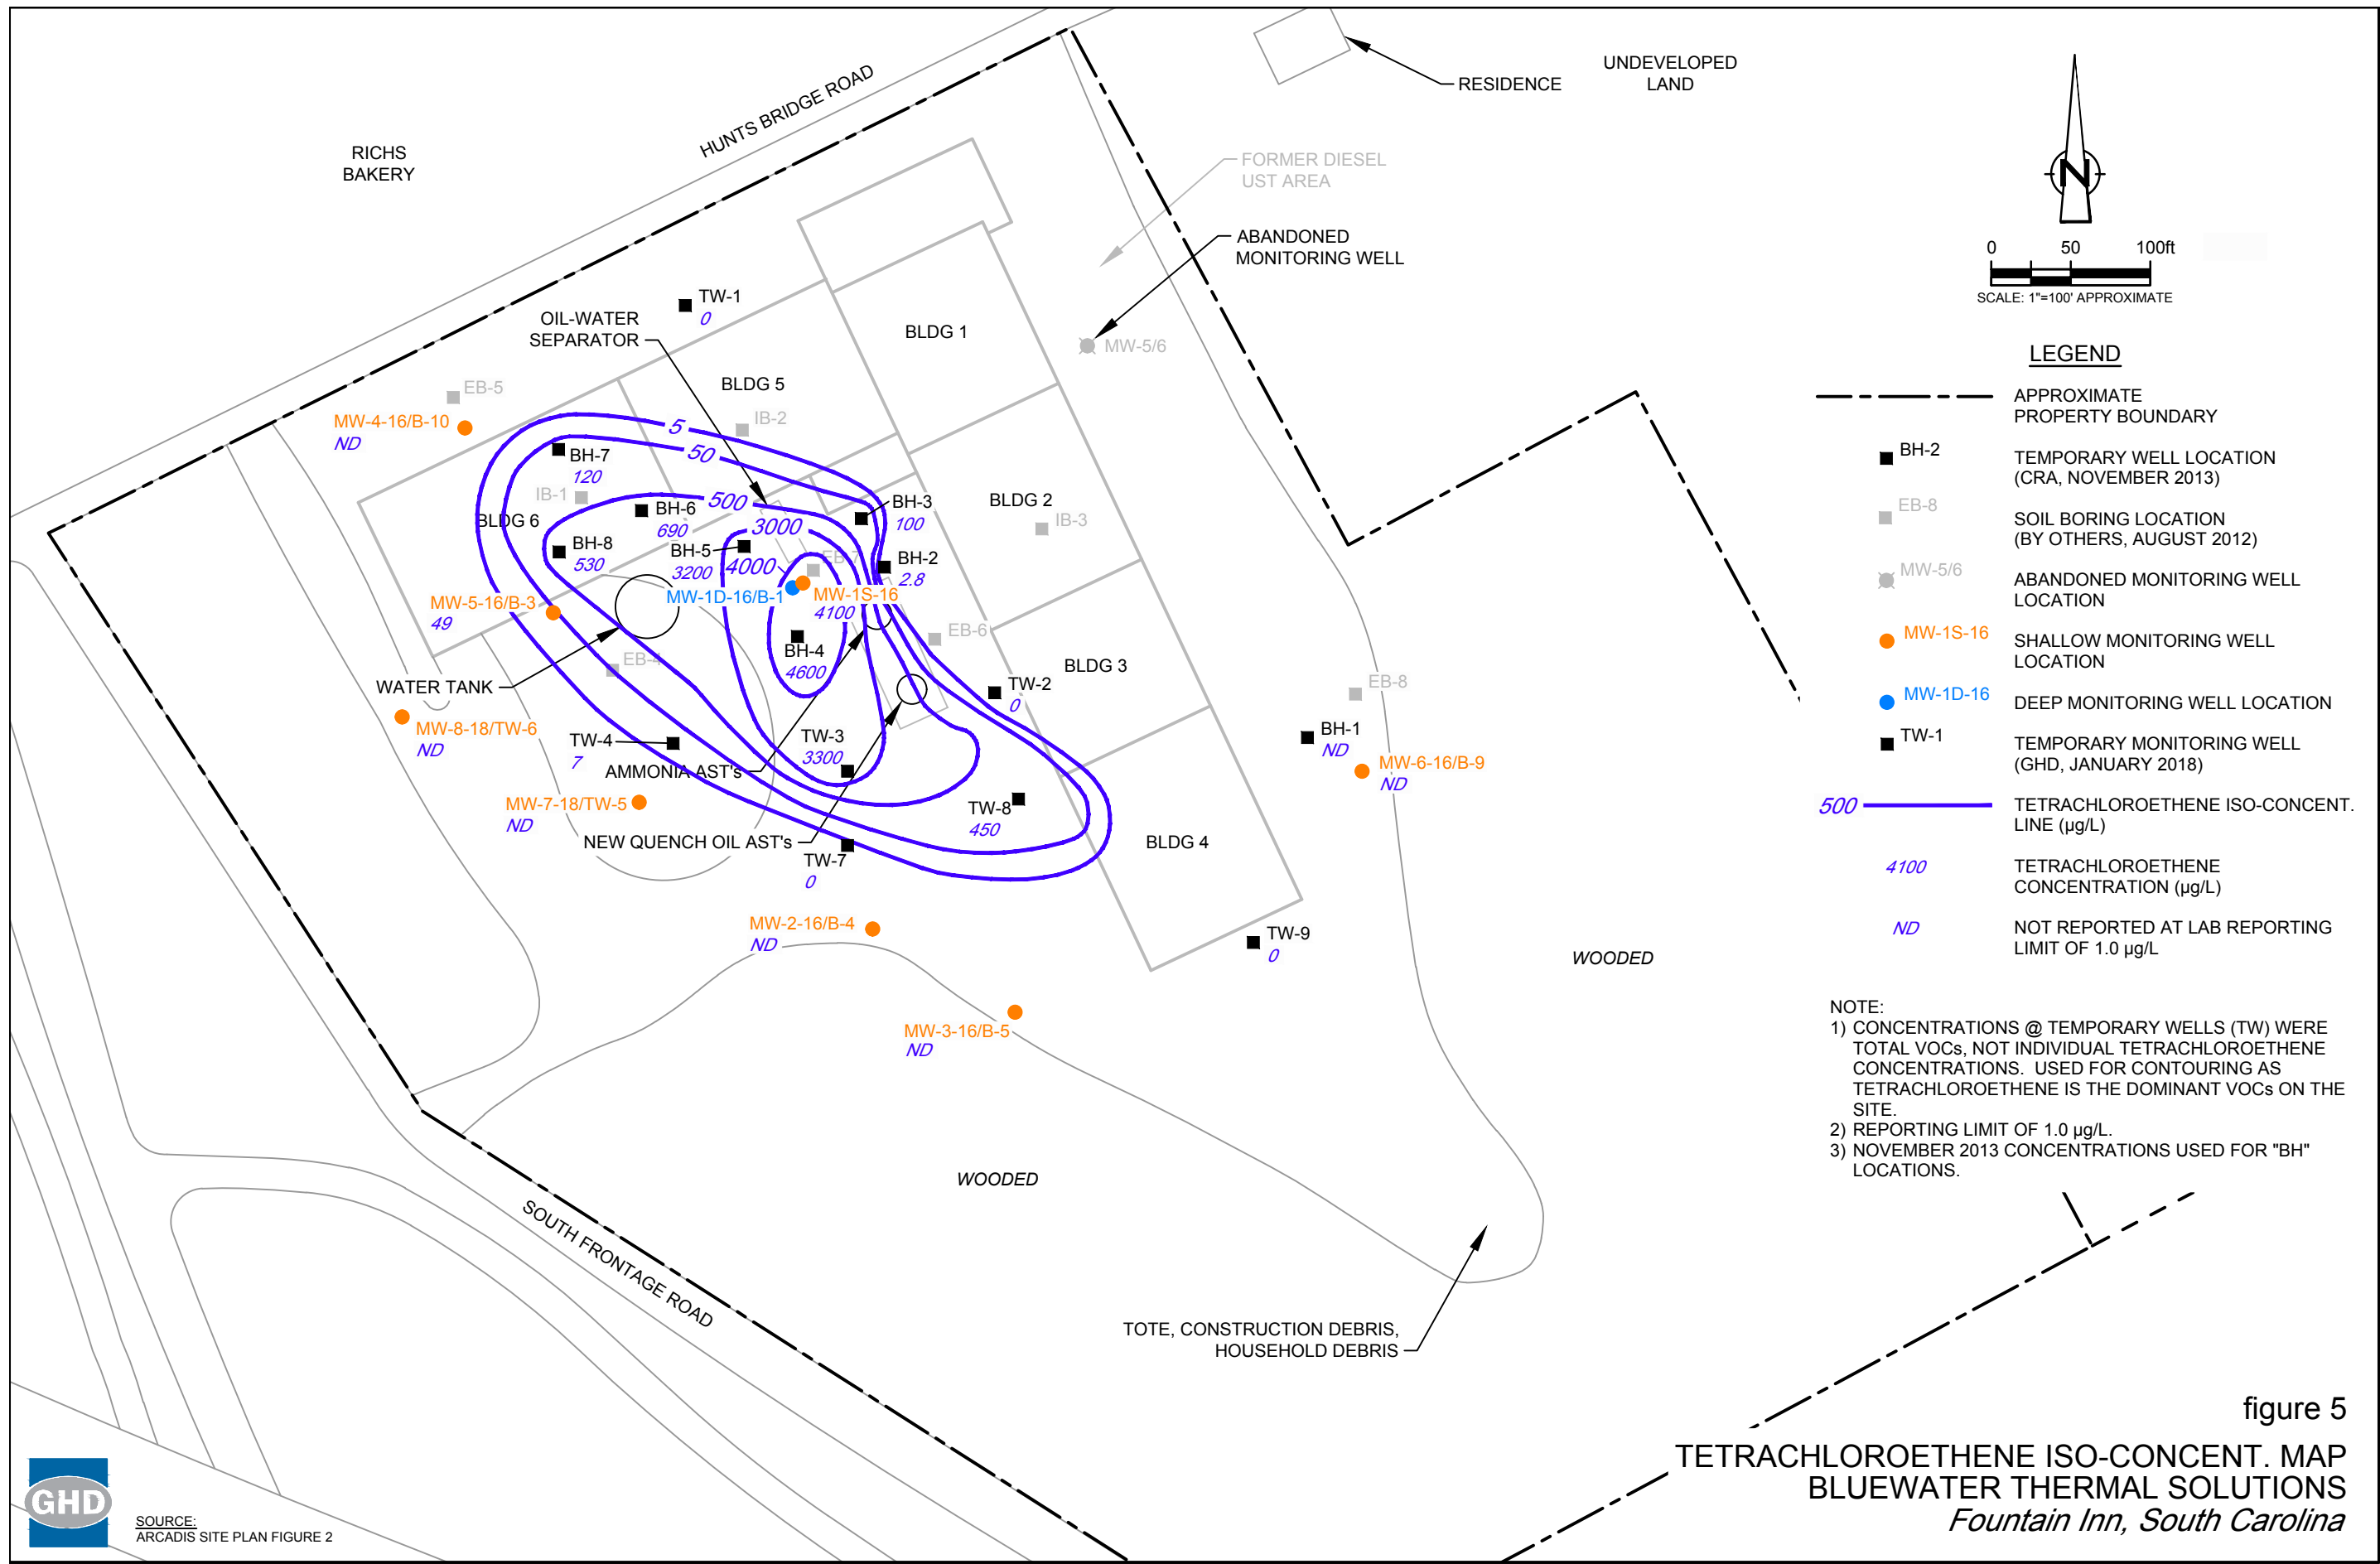 HUNTS BRIDGE ROAD
RICHS
BAKERY
RESIDENCE
UNDEVELOPED
LAND
FORMER DIESEL
UST AREA
ABANDONED
MONITORING WELL
MW-5/6
TW-1
0
OIL-WATER
SEPARATOR
BLDG 1
BLDG 5
IB-2
EB-5
MW-4-16/B-10
ND
5
50
BH-7
120
IB-1
BLDG 6
BH-6
690
500
3000
BH-3
100
BLDG 2
IB-3
BH-8
530
BH-5
3200
4000
EB-7
BH-2
2.8
MW-1D-16/B-1
MW-1S-16
4100
MW-5-16/B-3
49
EB-6
BH-4
4600
EB-4
BLDG 3
WATER TANK
TW-2
0
EB-8
MW-8-18/TW-6
ND
TW-4
7
TW-3
3300
BH-1
ND
AMMONIA AST's
MW-6-16/B-9
ND
MW-7-18/TW-5
ND
TW-8
450
NEW QUENCH OIL AST's
BLDG 4
TW-7
0
MW-2-16/B-4
ND
TW-9
0
WOODED
MW-3-16/B-5
ND
WOODED
SOUTH FRONTAGE ROAD
TOTE, CONSTRUCTION DEBRIS,
HOUSEHOLD DEBRIS
N
0 50 100ft
SCALE: 1"=100' APPROXIMATE
LEGEND
APPROXIMATE
PROPERTY BOUNDARY
BH-2 TEMPORARY WELL LOCATION
(CRA, NOVEMBER 2013)
EB-8 SOIL BORING LOCATION
(BY OTHERS, AUGUST 2012)
MW-5/6 ABANDONED MONITORING WELL
LOCATION
MW-1S-16 SHALLOW MONITORING WELL
LOCATION
MW-1D-16 DEEP MONITORING WELL LOCATION
TW-1 TEMPORARY MONITORING WELL
(GHD, JANUARY 2018)
500 TETRACHLOROETHENE ISO-CONCENT.
LINE (µg/L)
4100 TETRACHLOROETHENE
CONCENTRATION (µg/L)
ND NOT REPORTED AT LAB REPORTING
LIMIT OF 1.0 µg/L
NOTE:
1) CONCENTRATIONS @ TEMPORARY WELLS (TW) WERE
TOTAL VOCs, NOT INDIVIDUAL TETRACHLOROETHENE
CONCENTRATIONS. USED FOR CONTOURING AS
TETRACHLOROETHENE IS THE DOMINANT VOCs ON THE
SITE.
2) REPORTING LIMIT OF 1.0 µg/L.
3) NOVEMBER 2013 CONCENTRATIONS USED FOR "BH"
LOCATIONS.
figure 5
TETRACHLOROETHENE ISO-CONCENT. MAP
BLUEWATER THERMAL SOLUTIONS
Fountain Inn, South Carolina
GHD
SOURCE:
ARCADIS SITE PLAN FIGURE 2